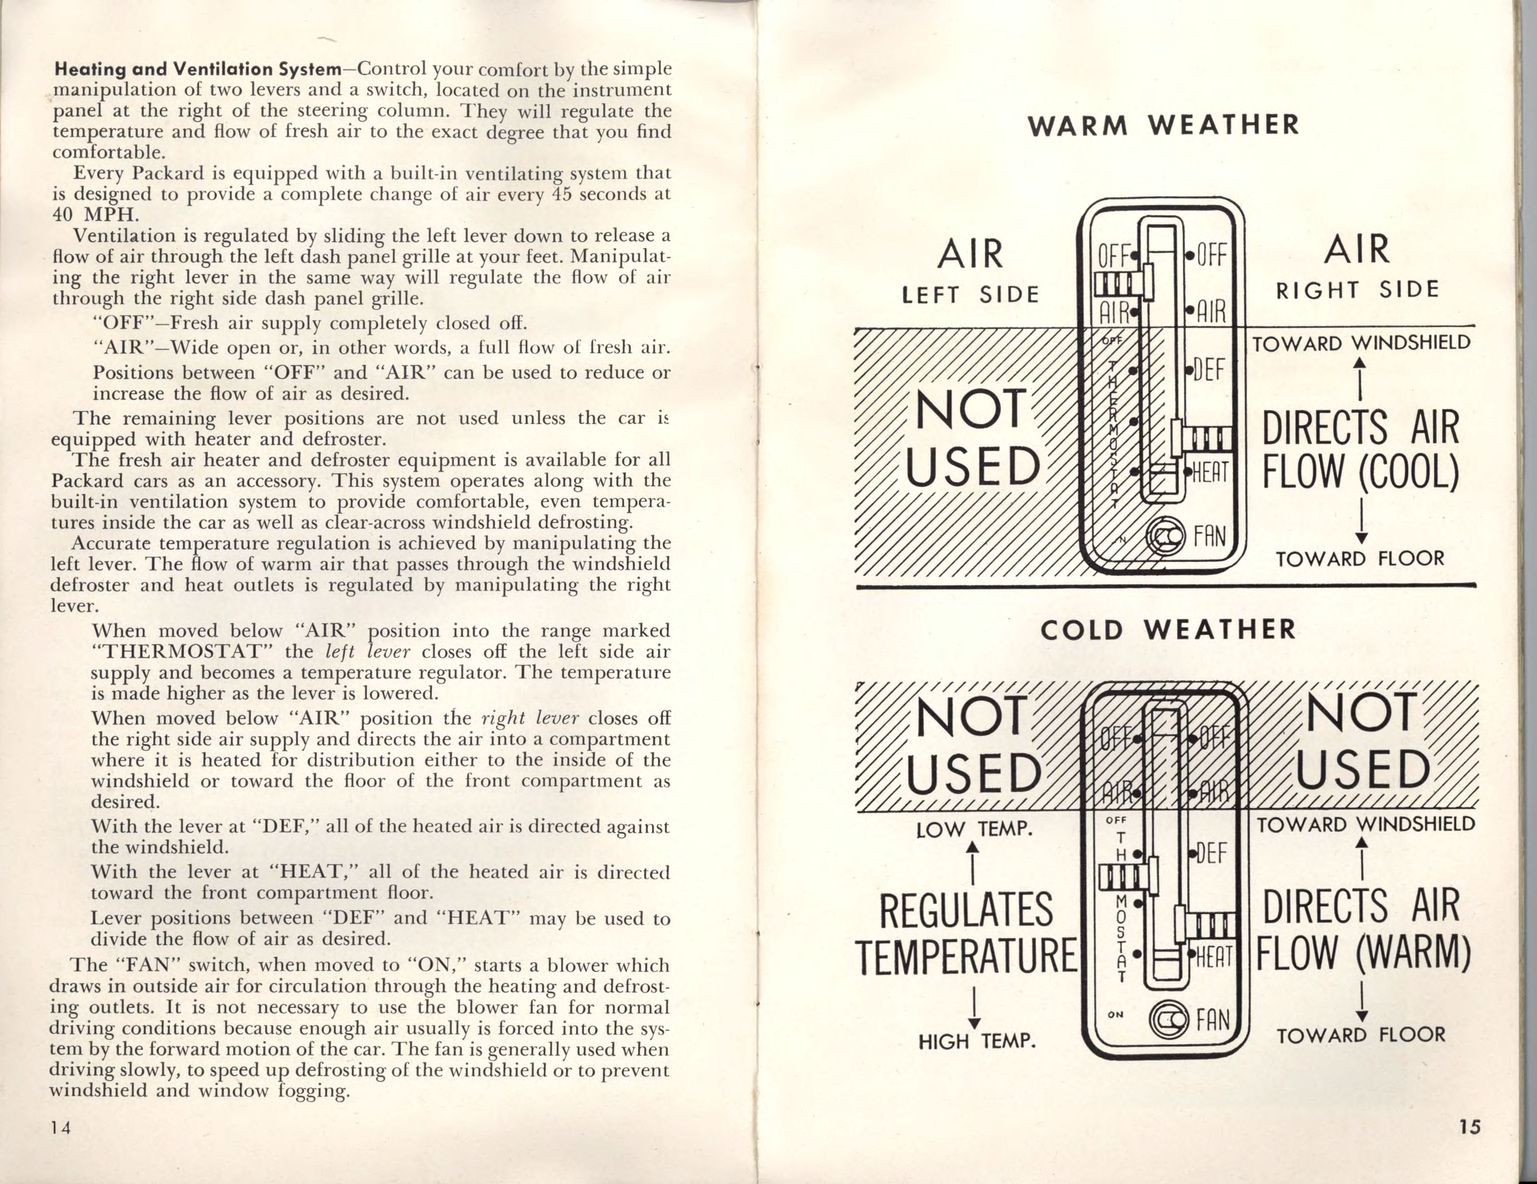 Heating and Ventilation System—Control your comfort by the simple
manipulation of two levers and a switch, located on the instrument
panel at the right of the steering column. They will regulate the
temperature and flow of fresh air to the exact degree that you find
comfortable.
Every Packard is equipped with a built-in ventilating system that
is designed to provide a complete change of air every 45 seconds at
40 MPH.
Ventilation is regulated by sliding the left lever down to release a
flow of air through the left dash panel grille at your feet. Manipulat-
ing the right lever in the same way will regulate the flow of air
through the right side dash panel grille.
“OFF”—Fresh air supply completely closed off.
“AIR”—Wide open or, in other words, a full flow of fresh air.
Positions between “OFF” and “AIR” can be used to reduce or
increase the flow of air as desired.
The remaining lever positions are not used unless the car is
equipped with heater and defroster.
The fresh air heater and defroster equipment is available for all
Packard cars as an accessory. This system operates along with the
built-in ventilation system to provide comfortable, even tempera-
tures inside the car as well as clear-across windshield defrosting.
Accurate temperature regulation is achieved by manipulating the
left lever. The flow of warm air that passes through the windshield
defroster and heat outlets is regulated by manipulating the right
lever.
When moved below “AIR” position into the range marked
“THERMOSTAT” the left lever closes off the left side air
supply and becomes a temperature regulator. The temperature
is made higher as the lever is lowered.
When moved below “AIR” position the right lever closes off
the right side air supply and directs the air into a compartment
where it is heated for distribution either to the inside of the
windshield or toward the floor of the front compartment as
desired.
With the lever at “DEF,” all of the heated air is directed against
the windshield.
With the lever at “HEAT,” all of the heated air is directed
toward the front compartment floor.
Lever positions between “DEF” and “HEAT” may be used to
divide the flow of air as desired.
The “FAN” switch, when moved to “ON,” starts a blower which
draws in outside air for circulation through the heating and defrost-
ing outlets. It is not necessary to use the blower fan for normal
driving conditions because enough air usually is forced into the sys-
tem by the forward motion of the car. The fan is generally used when
driving slowly, to speed up defrosting of the windshield or to prevent
windshield and window fogging.
14
WARM WEATHER
AIR
LEFT SIDE
NOT
USED
OFF
AIR
OFF
THERMOSTAT
OFF
AIR
DEF
HEAT
FAN
AIR
RIGHT SIDE
TOWARD WINDSHIELD
DIRECTS AIR
FLOW (COOL)
TOWARD FLOOR
COLD WEATHER
NOT
USED
LOW TEMP.
REGULATES
TEMPERATURE
HIGH TEMP.
OFF
AIR
OFF
TH MOSTAT
ON
OFF
AIR
DEF
HEAT
FAN
NOT
USED
TOWARD WINDSHIELD
DIRECTS AIR
FLOW (WARM)
TOWARD FLOOR
15